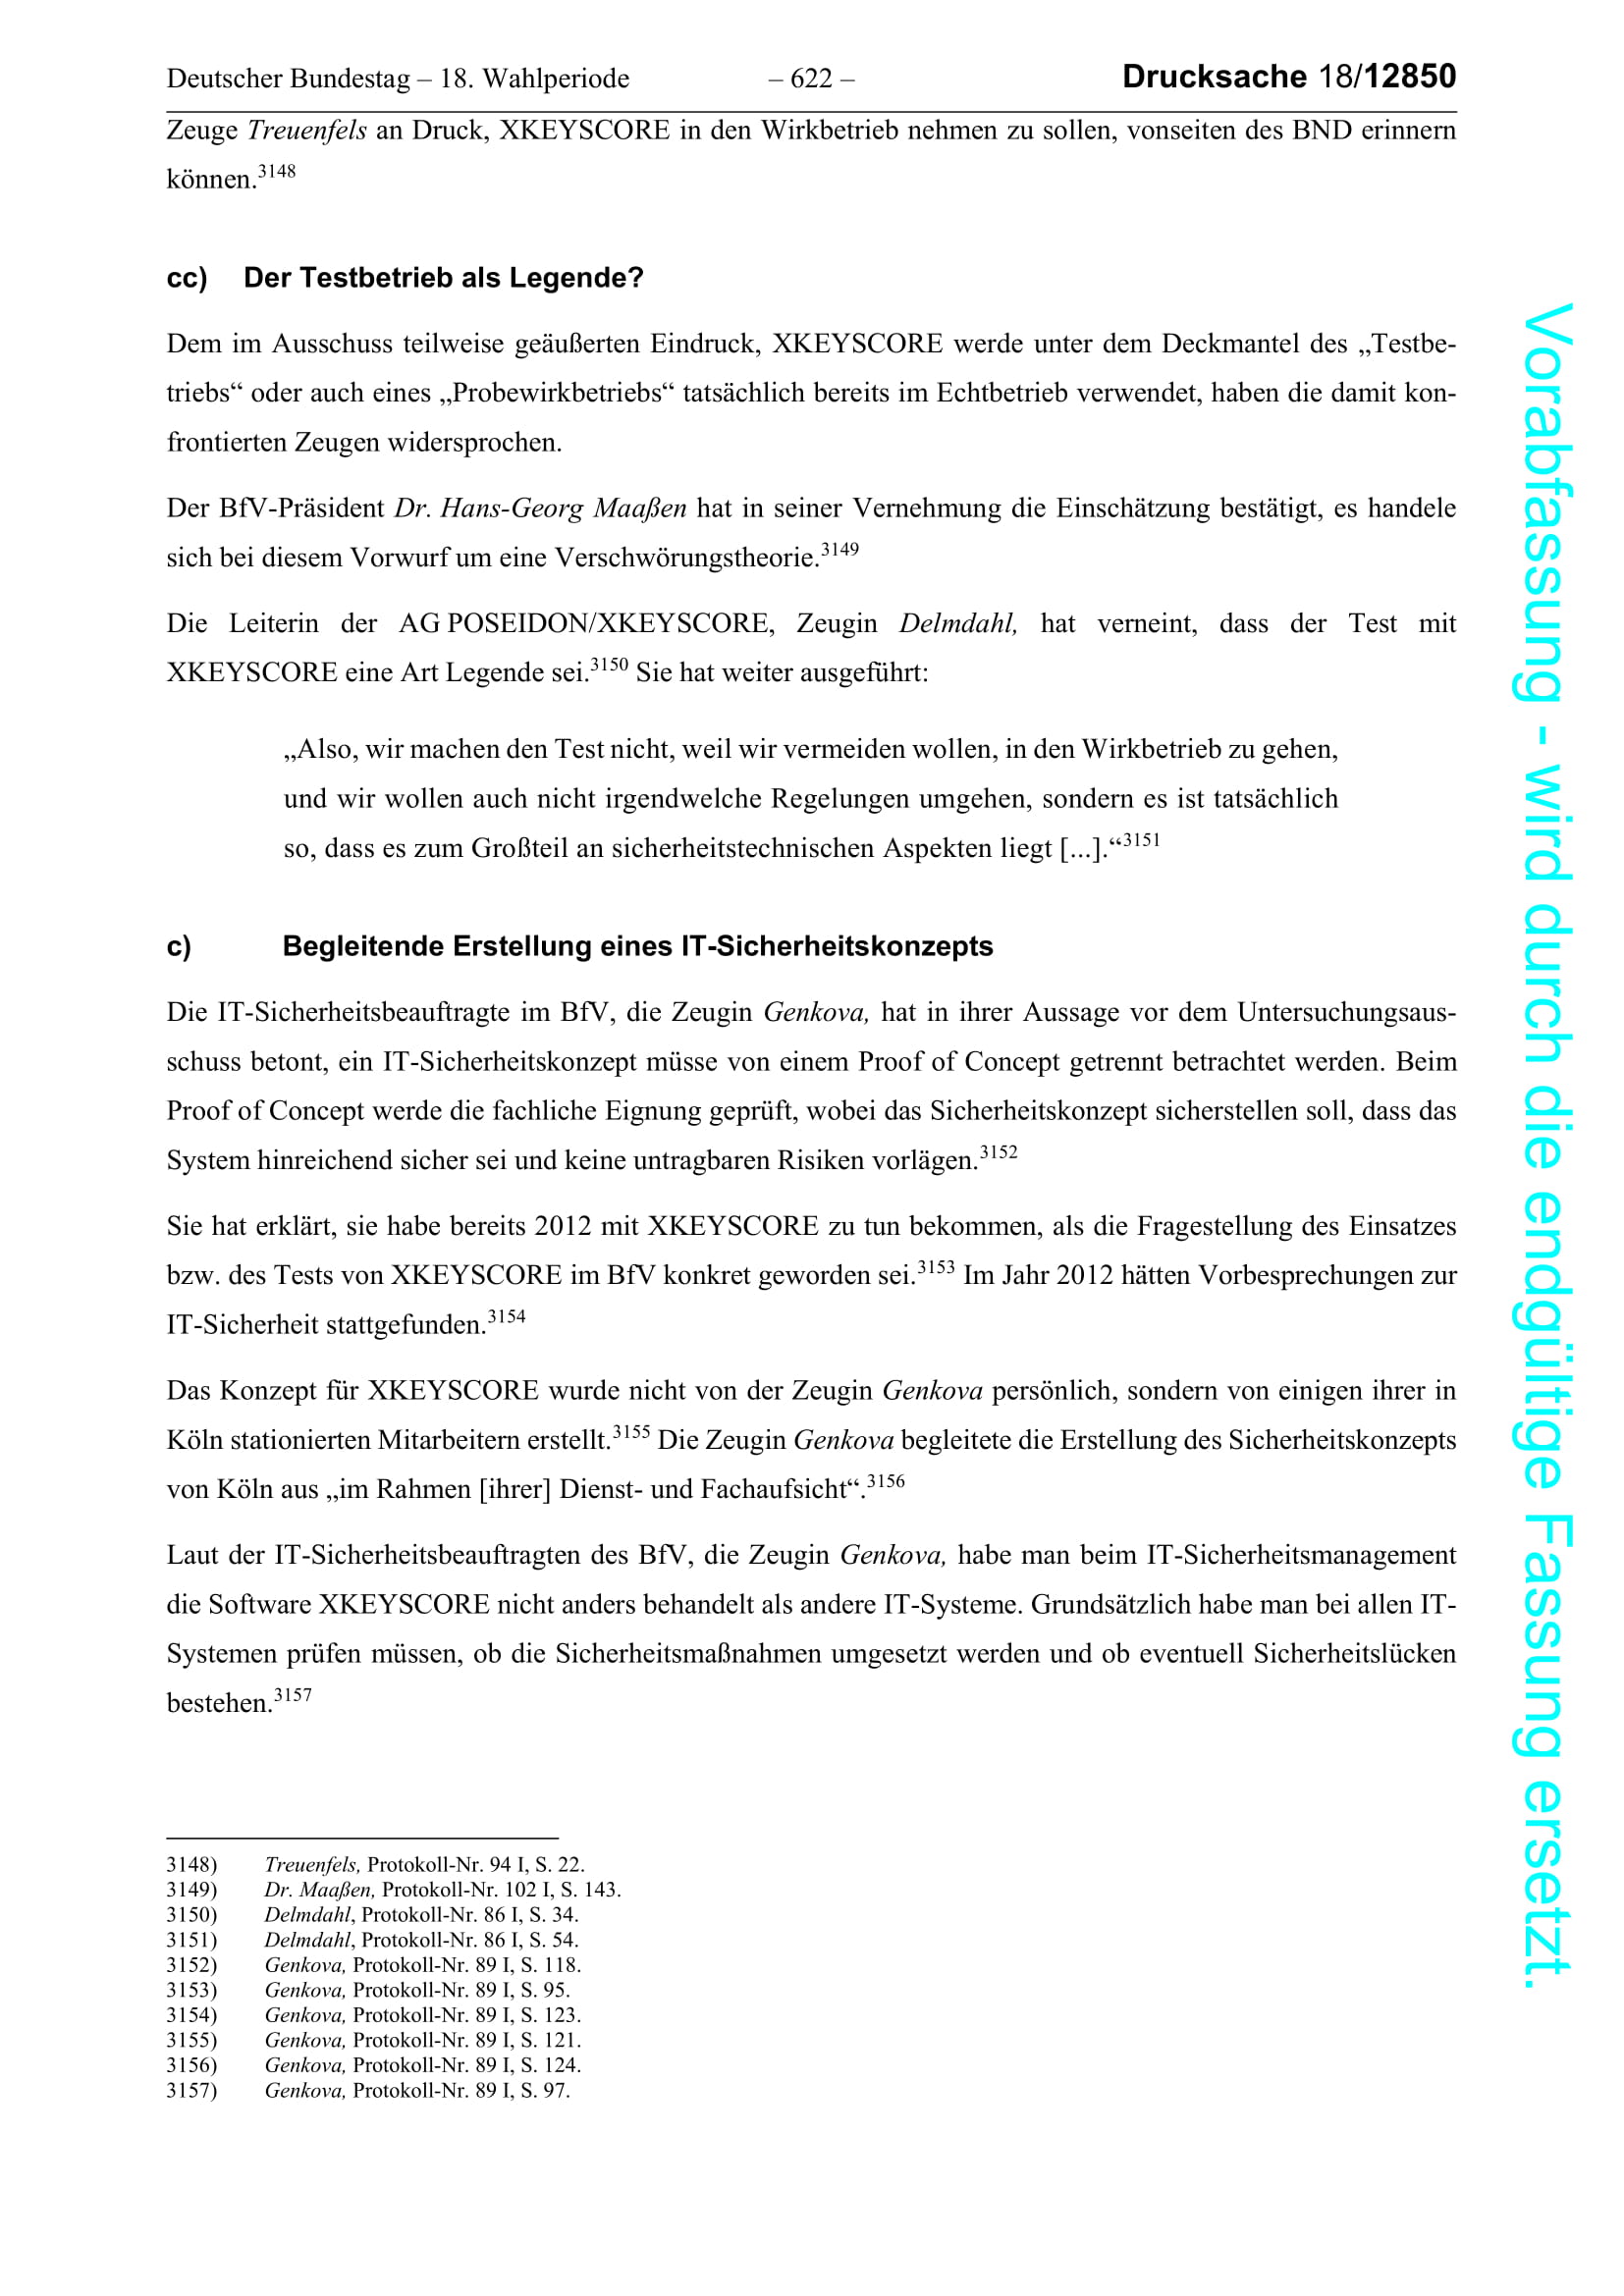 Deutscher Bundestag – 18. Wahlperiode – 622 – Drucksache 18/12850
Zeuge Treuenfels an Druck, XKEYSCORE in den Wirkbetrieb nehmen zu sollen, vonseiten des BND erinnern
können.3148
cc) Der Testbetrieb als Legende?
Dem im Ausschuss teilweise geäußerten Eindruck, XKEYSCORE werde unter dem Deckmantel des „Testbe-
triebs“ oder auch eines „Probewirkbetriebs“ tatsächlich bereits im Echtbetrieb verwendet, haben die damit kon-
frontierten Zeugen widersprochen.
Der BfV-Präsident Dr. Hans-Georg Maaßen hat in seiner Vernehmung die Einschätzung bestätigt, es handele
sich bei diesem Vorwurf um eine Verschwörungstheorie.3149
Die Leiterin der AG POSEIDON/XKEYSCORE, Zeugin Delmdahl, hat verneint, dass der Test mit
XKEYSCORE eine Art Legende sei.3150 Sie hat weiter ausgeführt:
„Also, wir machen den Test nicht, weil wir vermeiden wollen, in den Wirkbetrieb zu gehen,
und wir wollen auch nicht irgendwelche Regelungen umgehen, sondern es ist tatsächlich
so, dass es zum Großteil an sicherheitstechnischen Aspekten liegt [...].“3151
c) Begleitende Erstellung eines IT-Sicherheitskonzepts
Die IT-Sicherheitsbeauftragte im BfV, die Zeugin Genkova, hat in ihrer Aussage vor dem Untersuchungsaus-
schuss betont, ein IT-Sicherheitskonzept müsse von einem Proof of Concept getrennt betrachtet werden. Beim
Proof of Concept werde die fachliche Eignung geprüft, wobei das Sicherheitskonzept sicherstellen soll, dass das
System hinreichend sicher sei und keine untragbaren Risiken vorlägen.3152
Sie hat erklärt, sie habe bereits 2012 mit XKEYSCORE zu tun bekommen, als die Fragestellung des Einsatzes
bzw. des Tests von XKEYSCORE im BfV konkret geworden sei.3153 Im Jahr 2012 hätten Vorbesprechungen zur
IT-Sicherheit stattgefunden.3154
Das Konzept für XKEYSCORE wurde nicht von der Zeugin Genkova persönlich, sondern von einigen ihrer in
Köln stationierten Mitarbeitern erstellt.3155 Die Zeugin Genkova begleitete die Erstellung des Sicherheitskonzepts
von Köln aus „im Rahmen [ihrer] Dienst- und Fachaufsicht“.3156
Laut der IT-Sicherheitsbeauftragten des BfV, die Zeugin Genkova, habe man beim IT-Sicherheitsmanagement
die Software XKEYSCORE nicht anders behandelt als andere IT-Systeme. Grundsätzlich habe man bei allen IT-
Systemen prüfen müssen, ob die Sicherheitsmaßnahmen umgesetzt werden und ob eventuell Sicherheitslücken
bestehen.3157
3148) Treuenfels, Protokoll-Nr. 94 I, S. 22.
3149) Dr. Maaßen, Protokoll-Nr. 102 I, S. 143.
3150) Delmdahl, Protokoll-Nr. 86 I, S. 34.
3151) Delmdahl, Protokoll-Nr. 86 I, S. 54.
3152) Genkova, Protokoll-Nr. 89 I, S. 118.
3153) Genkova, Protokoll-Nr. 89 I, S. 95.
3154) Genkova, Protokoll-Nr. 89 I, S. 123.
3155) Genkova, Protokoll-Nr. 89 I, S. 121.
3156) Genkova, Protokoll-Nr. 89 I, S. 124.
3157) Genkova, Protokoll-Nr. 89 I, S. 97.
Vorabfassung - wird durch die endgültige Fassung ersetzt.